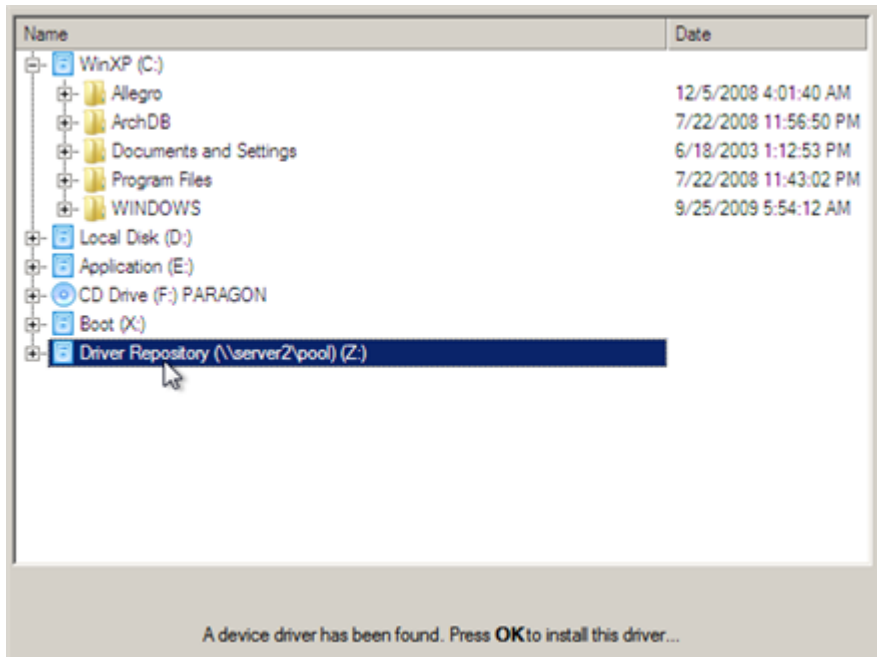 Name Date
WinXP (C:)
Allegro 12/5/2008 4:01:40 AM
ArchDB 7/22/2008 11:56:50 PM
Documents and Settings 6/18/2003 1:12:53 PM
Program Files 7/22/2008 11:43:02 PM
WINDOWS 9/25/2009 5:54:12 AM
Local Disk (D:)
Application (E:)
CD Drive (F:) PARAGON
Boot (X:)
Driver Repository (\\server2\pool) (Z:)
A device driver has been found. Press OK to install this driver...